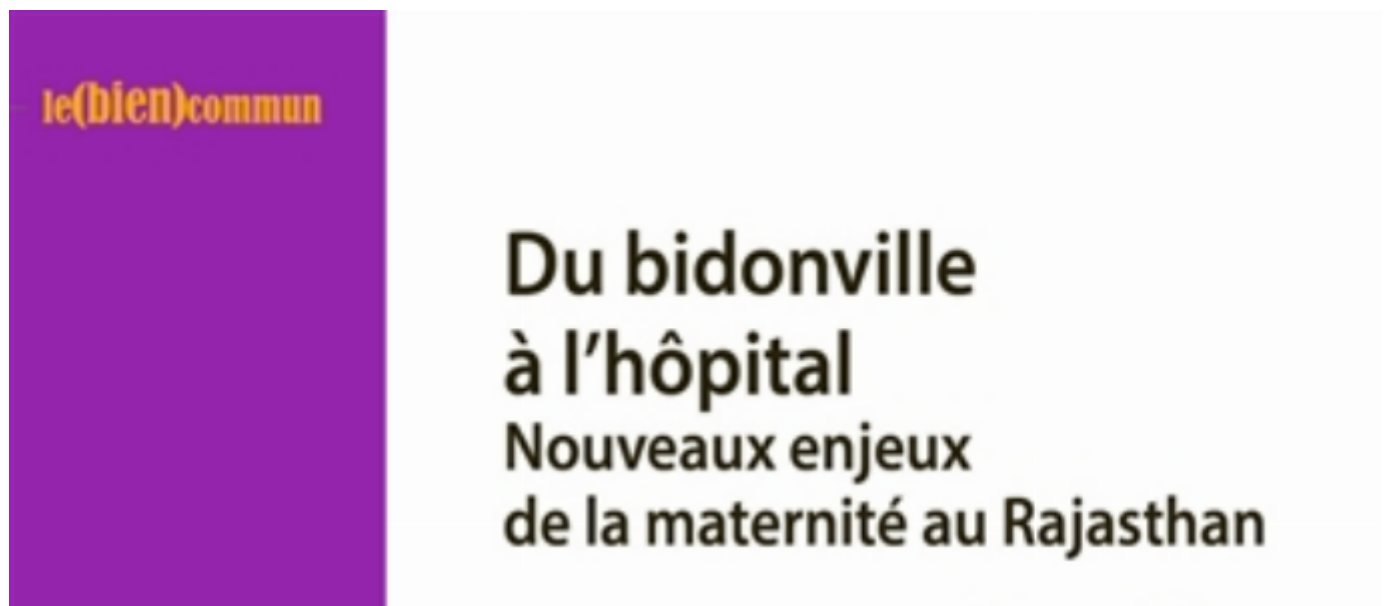 le(bien)commun
Du bidonville
à l’hôpital
Nouveaux enjeux
de la maternité au Rajasthan